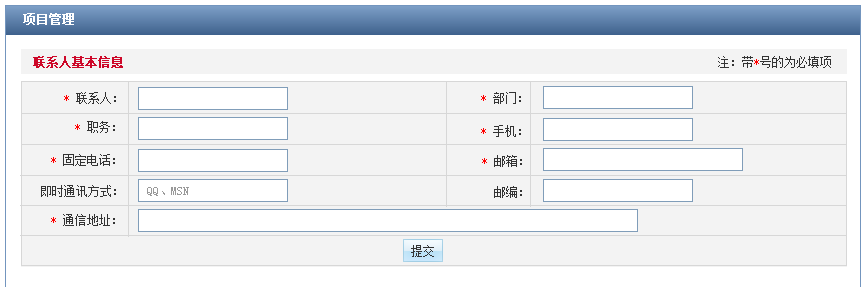 项目管理
联系人基本信息 注：带*号的为必填项
* 联系人： * 部门：
* 职务： * 手机：
* 固定电话： * 邮箱：
即时通讯方式： QQ、MSN 邮编：
* 通信地址：
提交